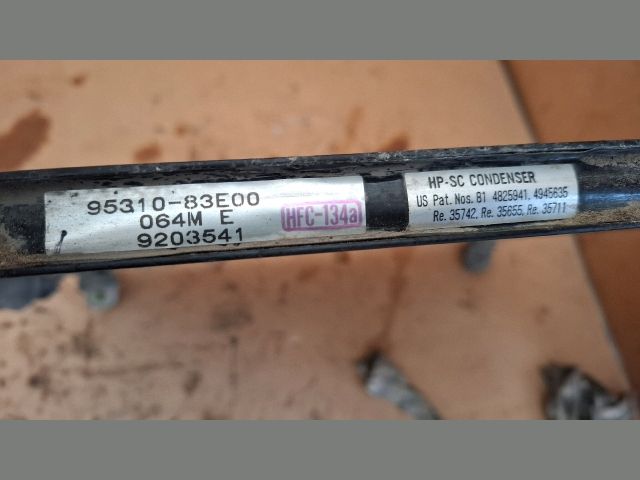 95310-83E00
064M E
HFC-134a
9203541
HP-SC CONDENSER
US Pat. Nos. B1 4825941, 4945635
Re. 35742, Re. 35655, Re. 35711